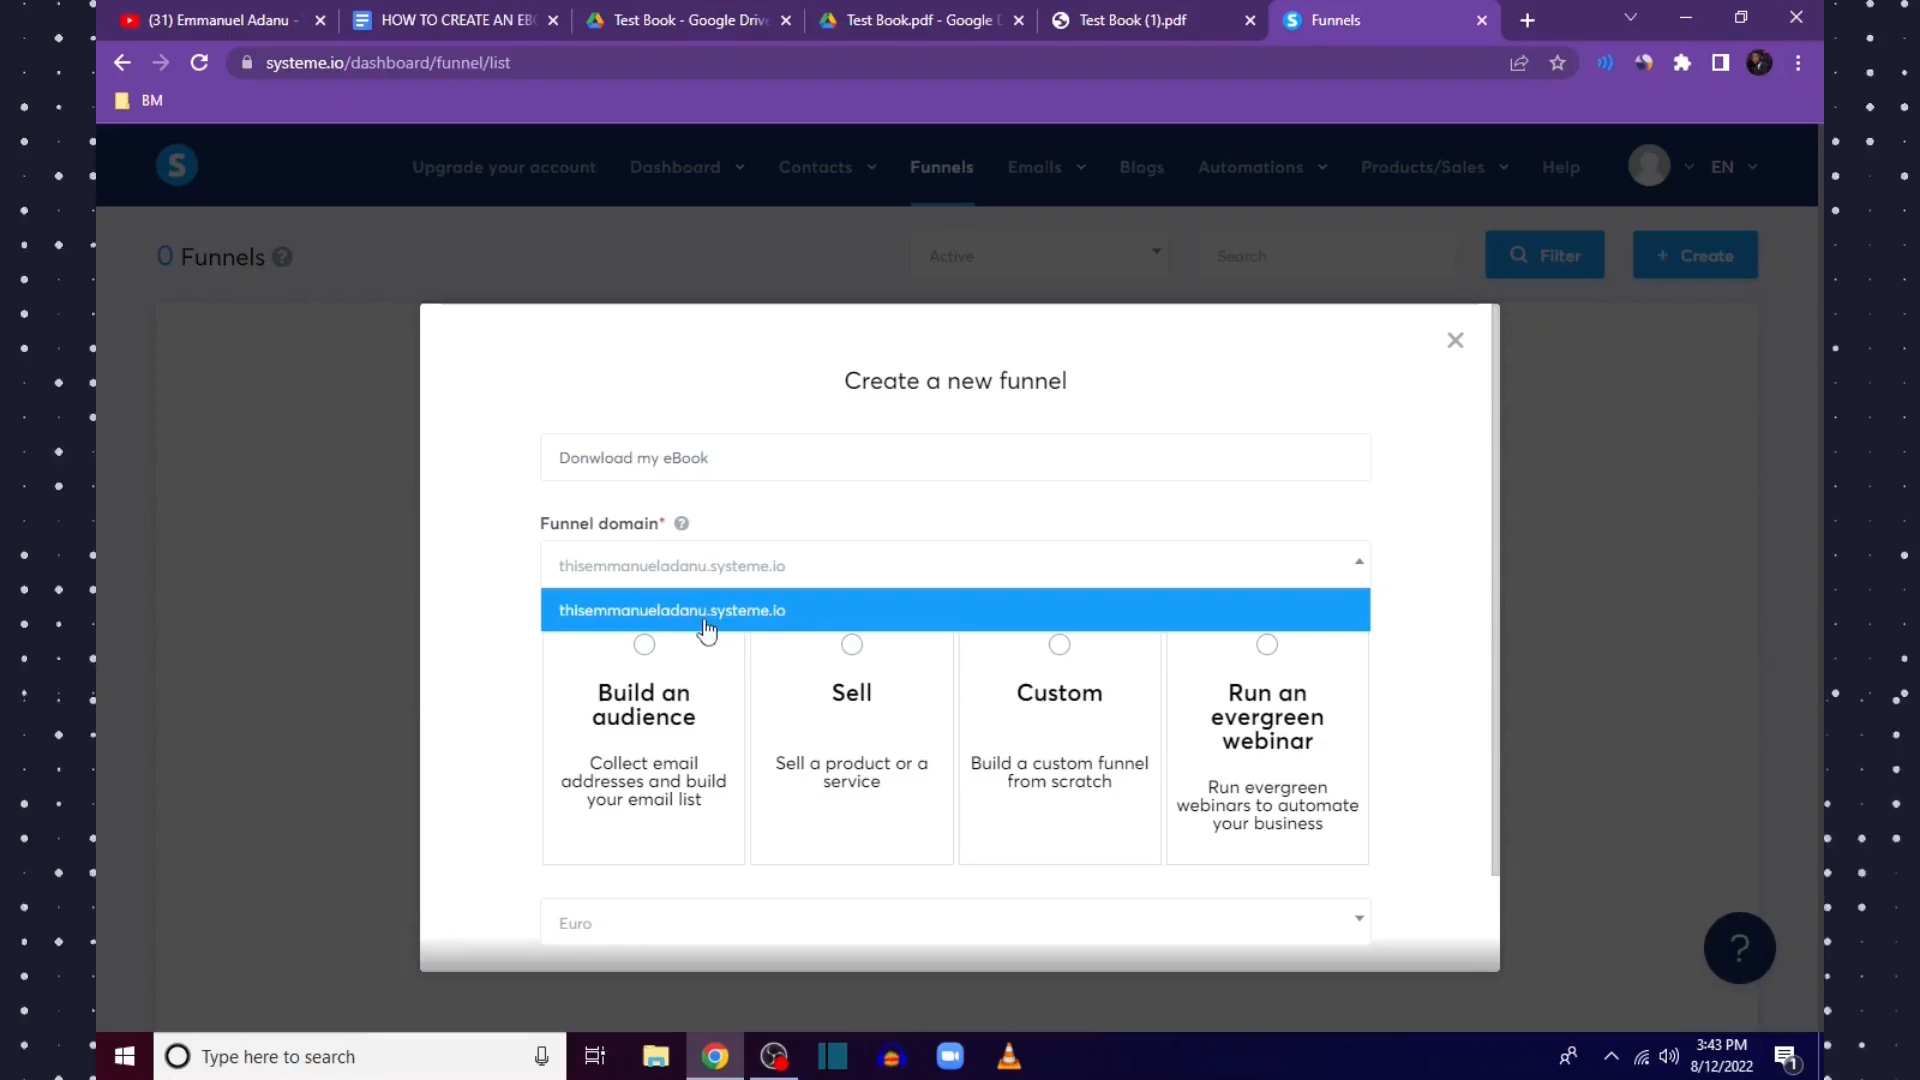 (31) Emmanuel Adanu -
HOW TO CREATE AN EB
Test Book - Google Drive
Test Book.pdf - Google D
Test Book (1).pdf
Funnels
systeme.io/dashboard/funnel/list
BM
S
Upgrade your account
Dashboard
Contacts
Funnels
Emails
Blogs
Automations
Products/Sales
Help
EN
0 Funnels ?
Active
Search
Filter
+ Create
Create a new funnel
Donwload my eBook
Funnel domain* ?
thisemmanueladanu.systeme.io
thisemmanueladanu.systeme.io
Build an
audience
Collect email
addresses and build
your email list
Sell
Sell a product or a
service
Custom
Build a custom funnel
from scratch
Run an
evergreen
webinar
Run evergreen
webinars to automate
your business
Euro
?
Type here to search
3:43 PM
8/12/2022
1